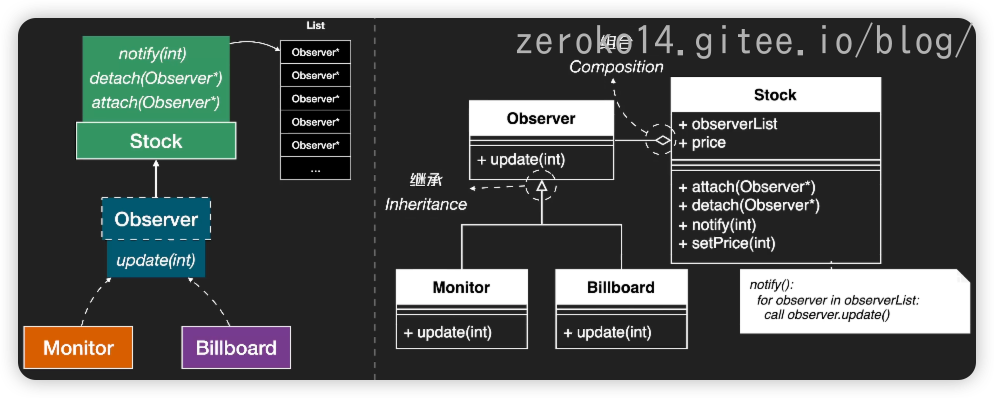 List
notify(int)
detach(Observer*)
attach(Observer*)
Stock
Observer*
Observer*
Observer*
Observer*
Observer*
...
Observer
update(int)
Monitor
Billboard
zeroko14.gitee.io/blog/
组合
Composition
Observer
+ update(int)
Stock
+ observerList
+ price
+ attach(Observer*)
+ detach(Observer*)
+ notify(int)
+ setPrice(int)
继承
Inheritance
Monitor
+ update(int)
Billboard
+ update(int)
notify():
for observer in observerList:
call observer.update()